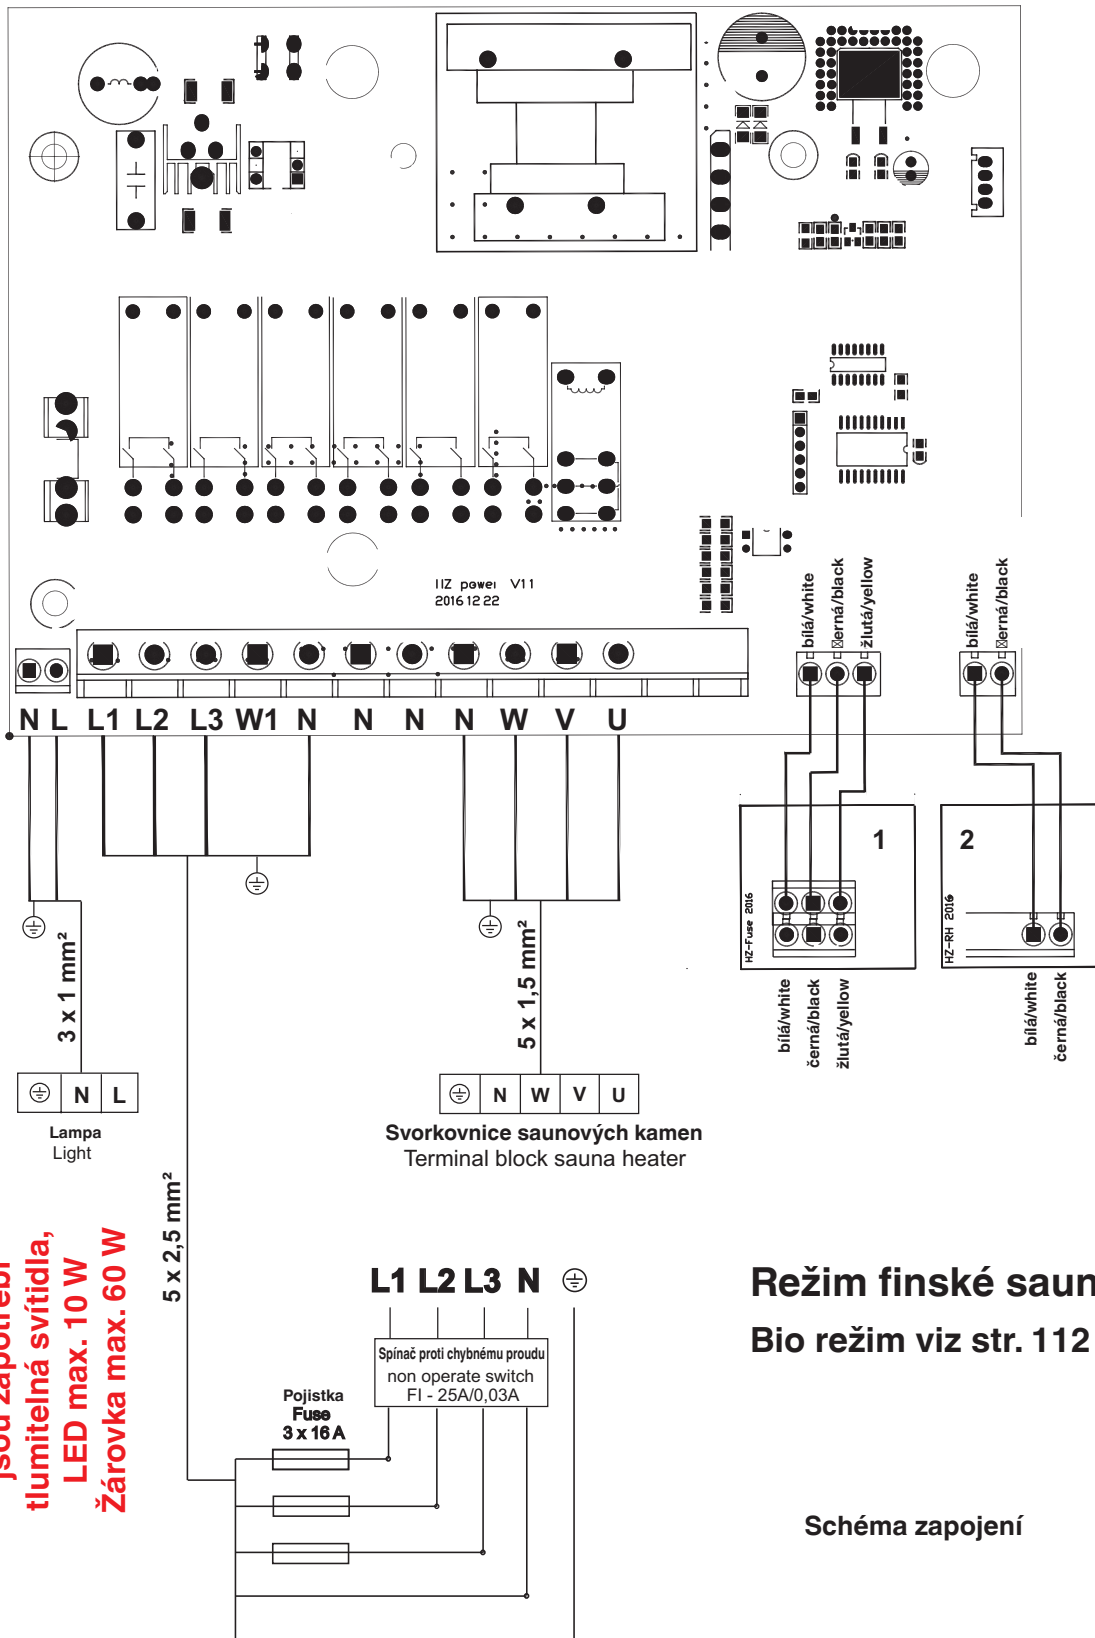 IIZ power V11
2016 12 22
bílá/white
erná/black
žlutá/yellow
bílá/white
erná/black
N L L1 L2 L3 W1 N N N N W V U
1
2
HZ-Fuse 2016
HZ-RH 2016
bílá/white
černá/black
žlutá/yellow
bílá/white
černá/black
3 x 1 mm²
5 x 1,5 mm²
N L
Lampa
Light
N W V U
Svorkovnice saunových kamen
Terminal block sauna heater
5 x 2,5 mm²
jsou zapotřebí
tlumitelná svítidla,
LED max. 10 W
Žárovka max. 60 W
L1 L2 L3 N
Spínač proti chybnému proudu
non operate switch
FI - 25A/0,03A
Pojistka
Fuse
3 x 16 A
Režim finské saun
Bio režim viz str. 112
Schéma zapojení